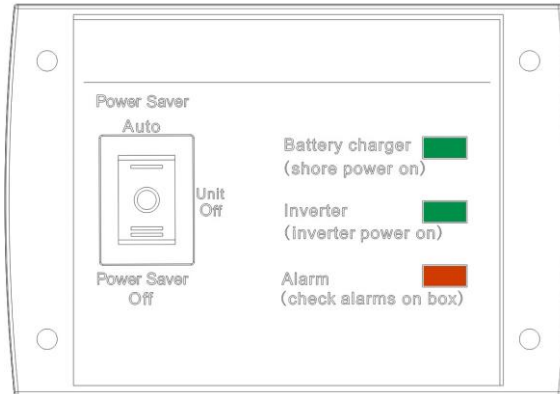 Power Saver
Auto
Unit
Off
Power Saver
Off
Battery charger
(shore power on)
Inverter
(inverter power on)
Alarm
(check alarms on box)